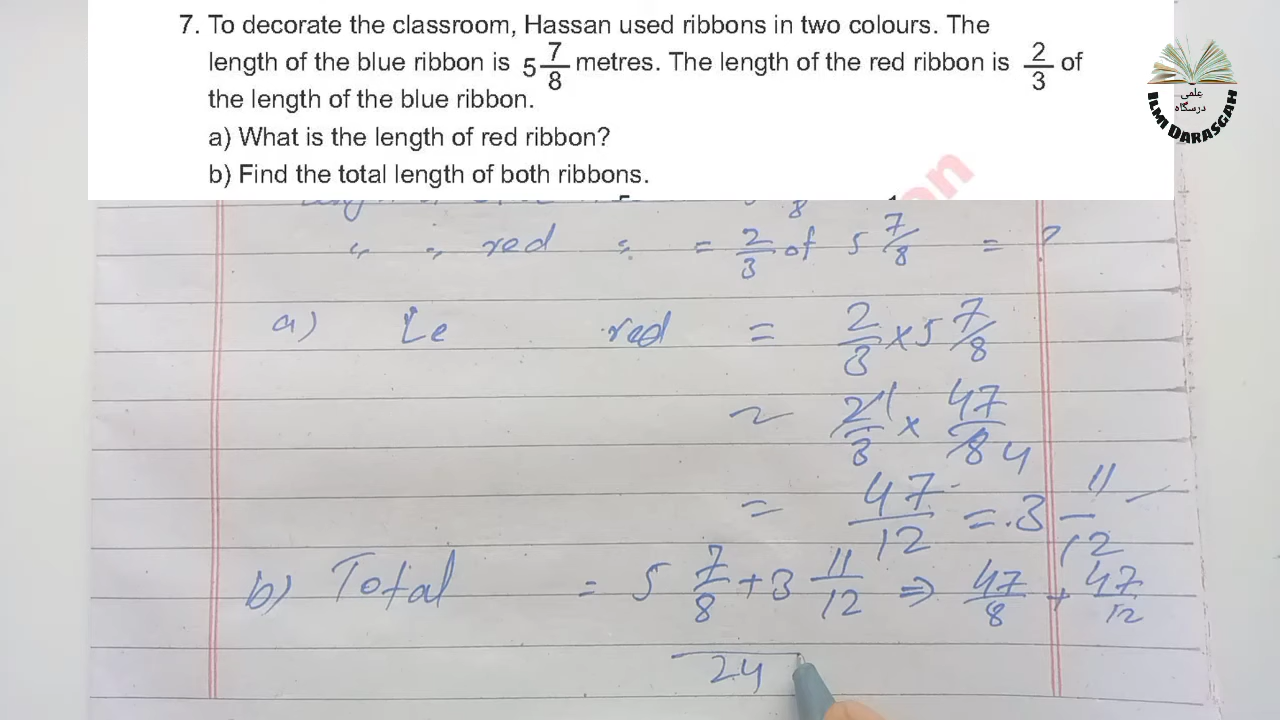 7. To decorate the classroom, Hassan used ribbons in two colours. The
length of the blue ribbon is 5 7/8 metres. The length of the red ribbon is 2/3 of
the length of the blue ribbon.
a) What is the length of red ribbon?
b) Find the total length of both ribbons.
علمی
درسگاہ
ILMI DARASGAH
on
" " red " = 2/3 of 5 7/8 = ?
a) Le red = 2/3 × 5 7/8
= 2/3 1 × 47/8 4
= 47/12 = 3 11/12
b) Total = 5 7/8 + 3 11/12 ⇒ 47/8 + 47/12
24